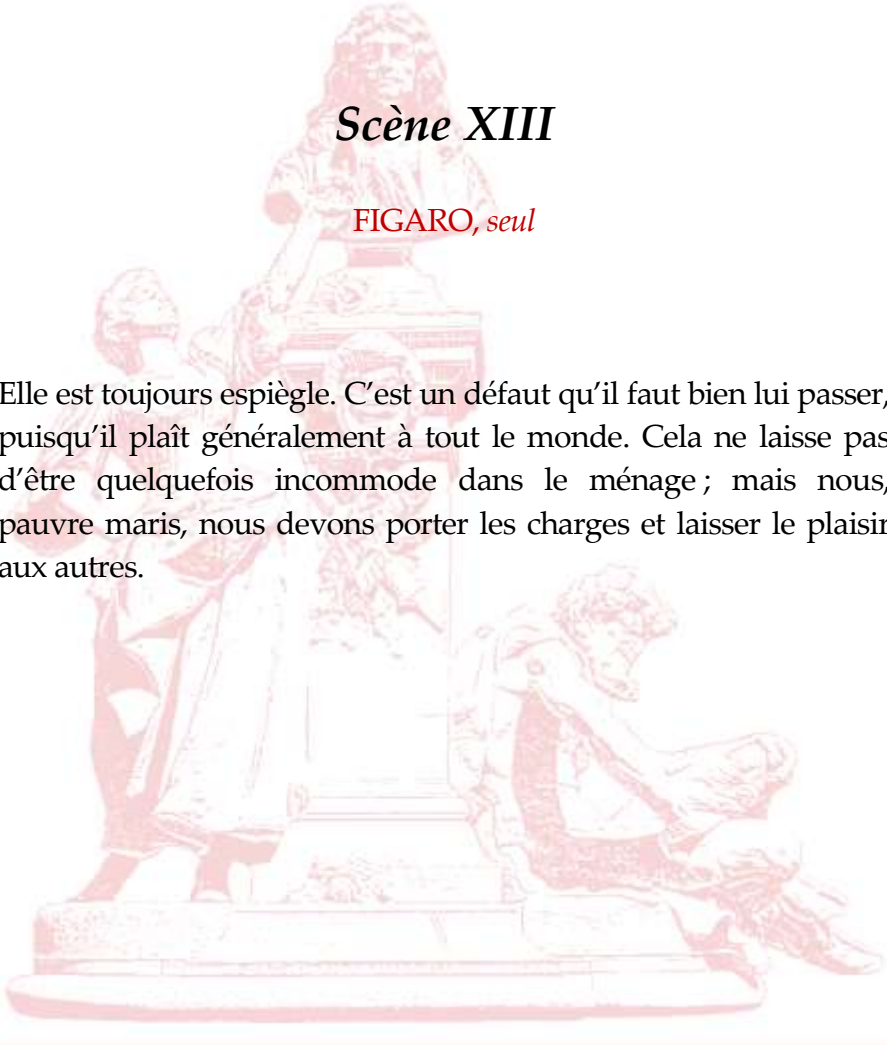 Scène XIII
FIGARO, seul
Elle est toujours espiègle. C’est un défaut qu’il faut bien lui passer,
puisqu’il plaît généralement à tout le monde. Cela ne laisse pas
d’être quelquefois incommode dans le ménage ; mais nous,
pauvre maris, nous devons porter les charges et laisser le plaisir
aux autres.